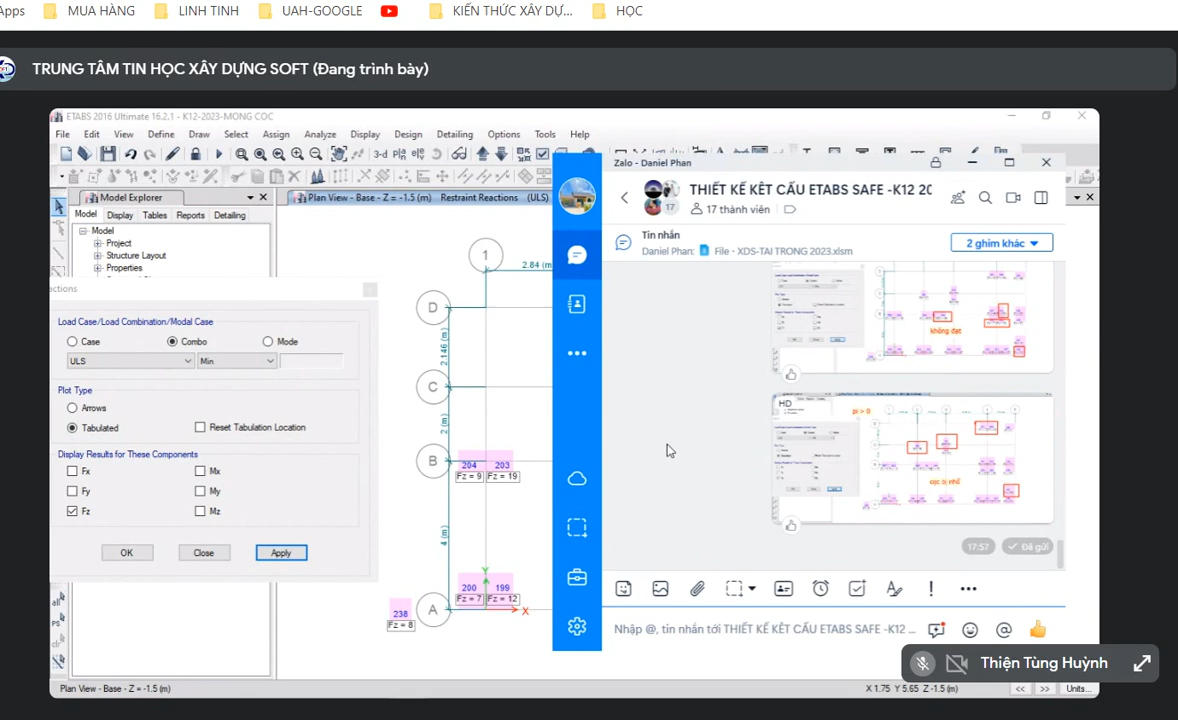 Apps MUA HÀNG LINH TINH UAH-GOOGLE KIẾN THỨC XÂY DỰ... HỌC
TRUNG TÂM TIN HỌC XÂY DỰNG SOFT (Đang trình bày)
ETABS 2016 Ultimate 16.2.1 - K12-2023-MONG COC
File Edit View Define Draw Select Assign Analyze Display Design Detailing Options Tools Help
3-d
Zalo - Daniel Phan
Model Explorer
Plan View - Base - Z = -1.5 (m) Restraint Reactions (ULS)
THIẾT KẾ KẾT CẤU ETABS SAFE -K12 20
17
17 thành viên
Model Display Tables Reports Detailing
Model
Project
Structure Layout
Properties
Tin nhắn
Daniel Phan: File - XDS-TAI TRONG 2023.xlsm
2 ghim khác
1
2.84 (m
ctions
Load Case/Load Combination/Modal Case
Case Combo Mode
ULS Min
Plot Type
Arrows
Tabulated Reset Tabulation Location
Display Results for These Components
Fx Mx
Fy My
Fz Mz
OK Close Apply
D
2.146 (m)
C
2 (m)
B
204 203
Fz = 9 Fz = 19
4 (m)
Y
200 199
Fz = 7 Fz = 12
238
Fz = 8
A
X
không đạt
HD
pi > 0
cọc bị nhổ
17:57 Đã gửi
Nhập @, tin nhắn tới THIẾT KẾ KẾT CẤU ETABS SAFE -K12 ...
all
ps
clr
Thiện Tùng Huỳnh
Plan View - Base - Z = -1.5 (m)
X 1.75 Y 5.65 Z -1.5 (m)
<< >> Units...